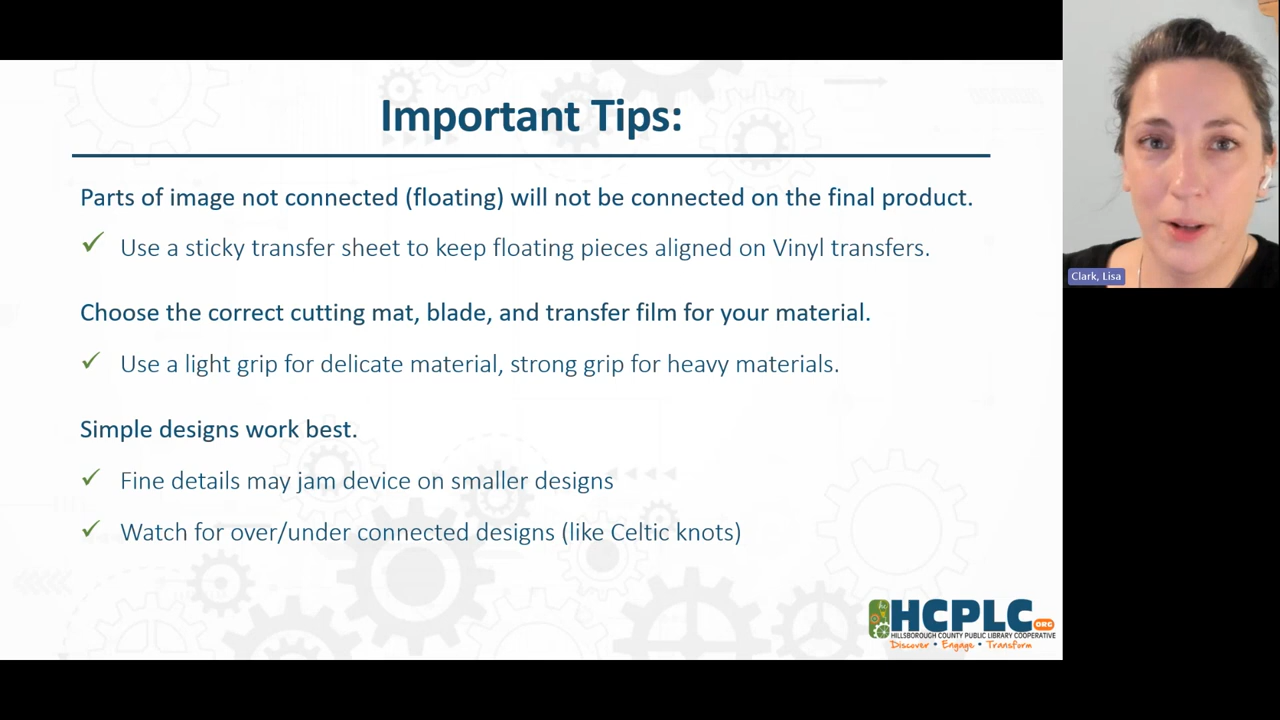 Important Tips:
Parts of image not connected (floating) will not be connected on the final product.
Use a sticky transfer sheet to keep floating pieces aligned on Vinyl transfers.
Choose the correct cutting mat, blade, and transfer film for your material.
Use a light grip for delicate material, strong grip for heavy materials.
Simple designs work best.
Fine details may jam device on smaller designs
Watch for over/under connected designs (like Celtic knots)
HCPLC.ORG
HILLSBOROUGH COUNTY PUBLIC LIBRARY COOPERATIVE
Discover • Engage • Transform
Clark, Lisa